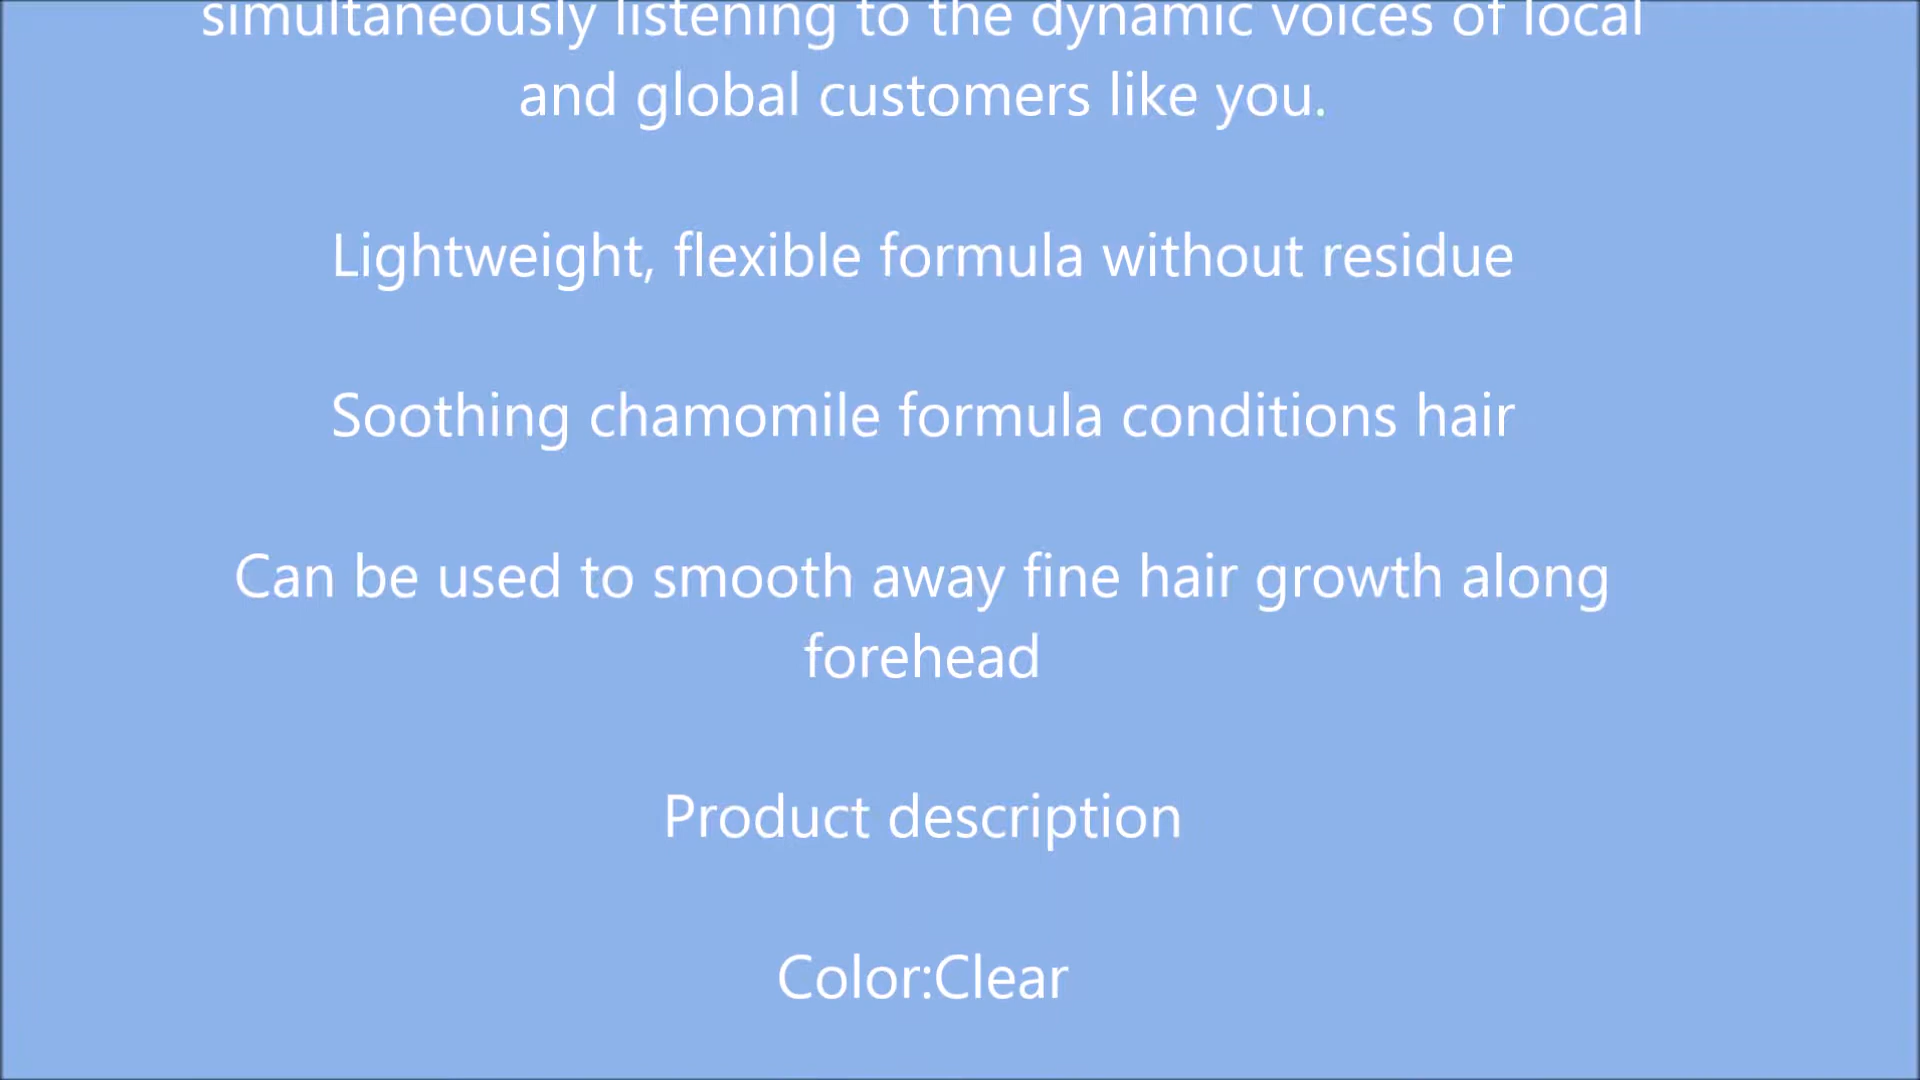 simultaneously listening to the dynamic voices of local
and global customers like you.
Lightweight, flexible formula without residue
Soothing chamomile formula conditions hair
Can be used to smooth away fine hair growth along
forehead
Product description
Color:Clear